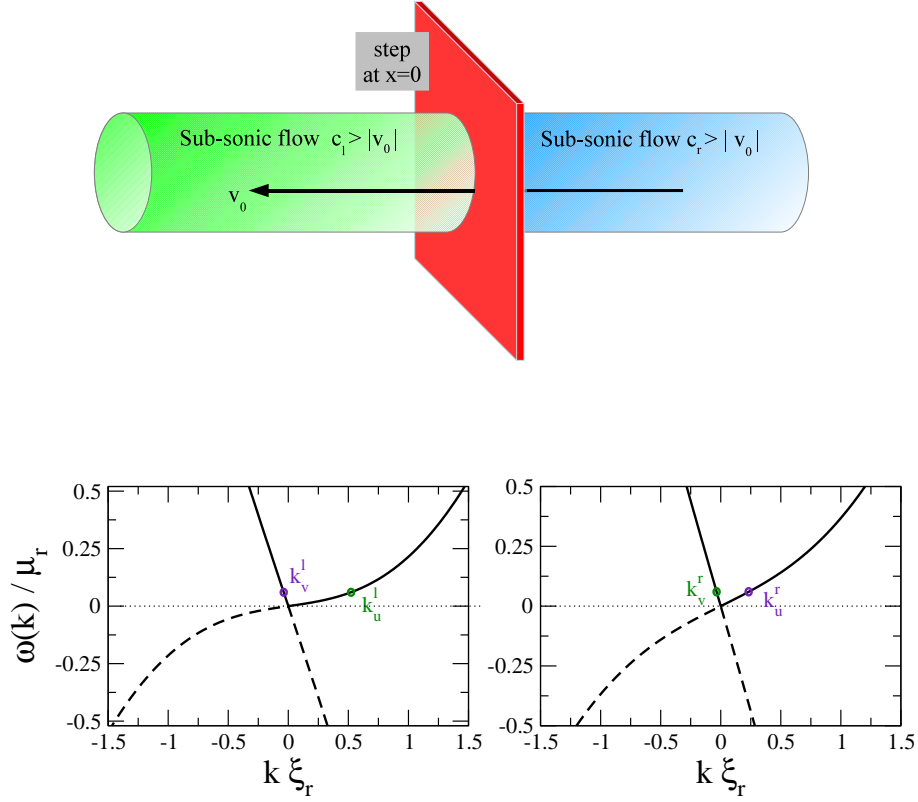 step
at x=0
Sub-sonic flow c_l > |v_0|
Sub-sonic flow c_r > | v_0 |
v_0
ω(k) / μ_r
0.5
0.25
0
-0.25
-0.5
k_v^l
k_u^l
-1.5 -1 -0.5 0 0.5 1 1.5
k ξ_r
0.5
0.25
0
-0.25
-0.5
k_v^r
k_u^r
-1.5 -1 -0.5 0 0.5 1 1.5
k ξ_r